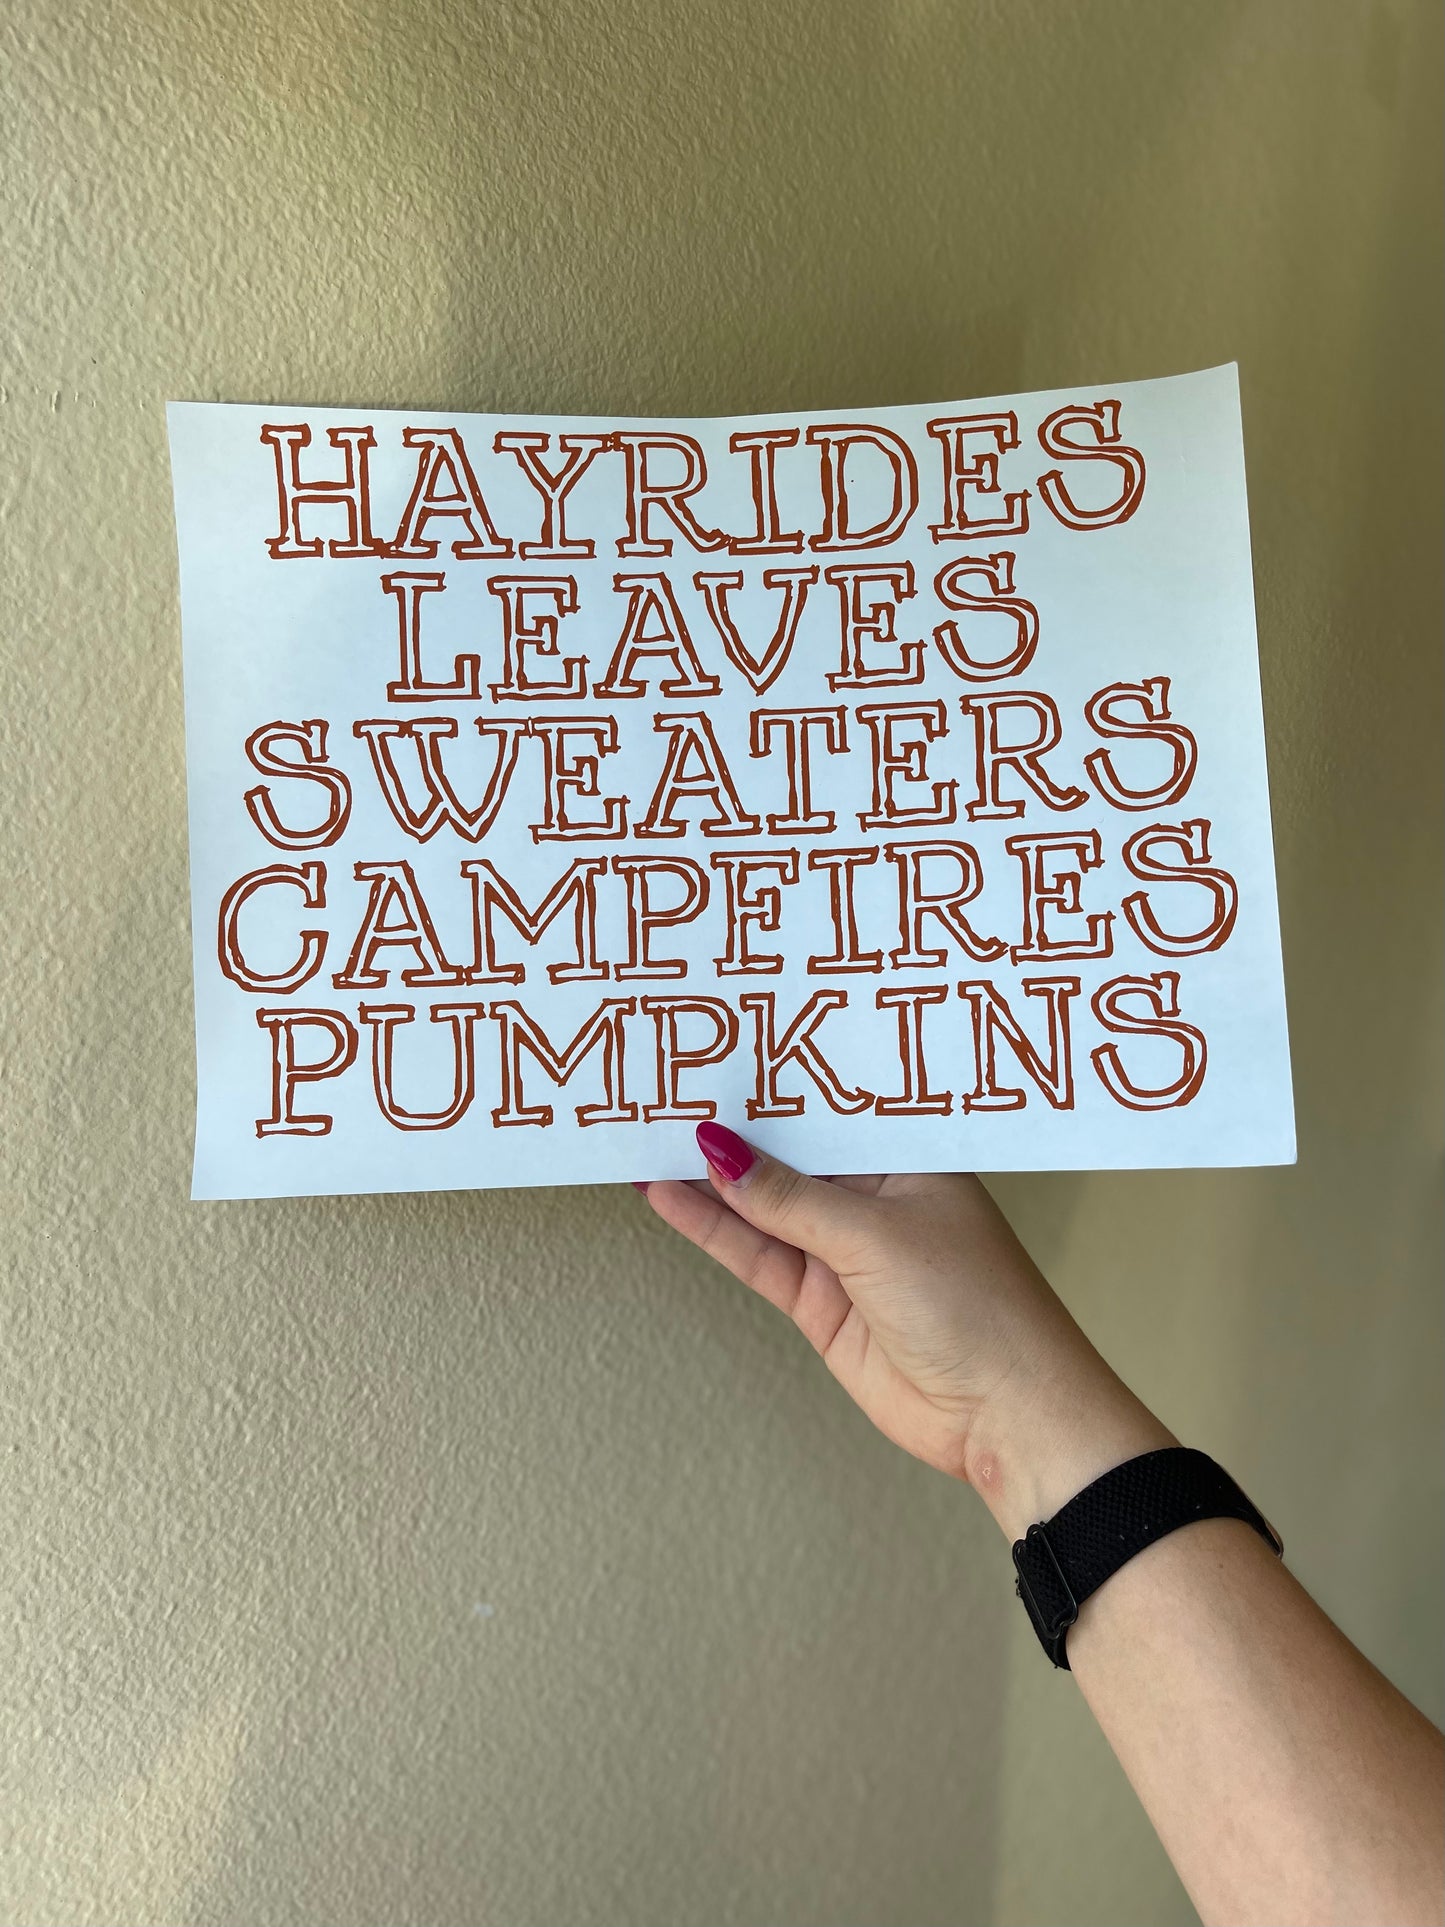 HAYRIDES
LEAVES
SWEATERS
CAMPFIRES
PUMPKINS